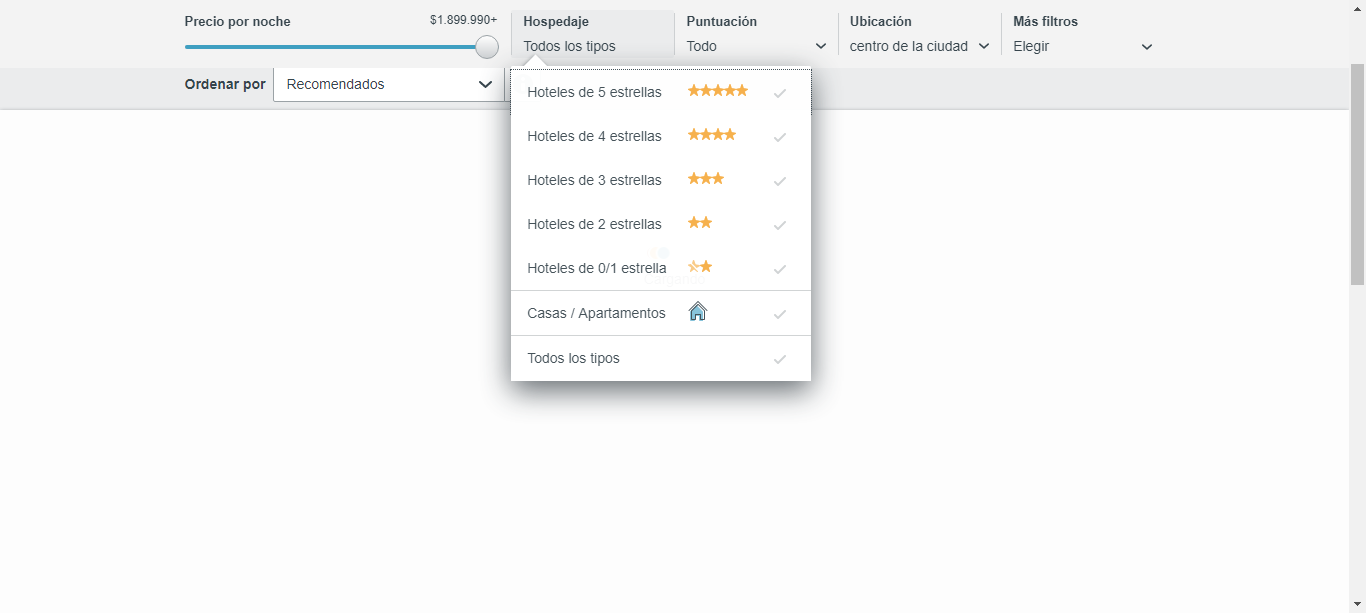 Precio por noche
$1.899.990+
Hospedaje
Todos los tipos
Puntuación
Todo
Ubicación
centro de la ciudad
Más filtros
Elegir
Ordenar por
Recomendados
Hoteles de 5 estrellas
Hoteles de 4 estrellas
Hoteles de 3 estrellas
Hoteles de 2 estrellas
Hoteles de 0/1 estrella
Casas / Apartamentos
Todos los tipos